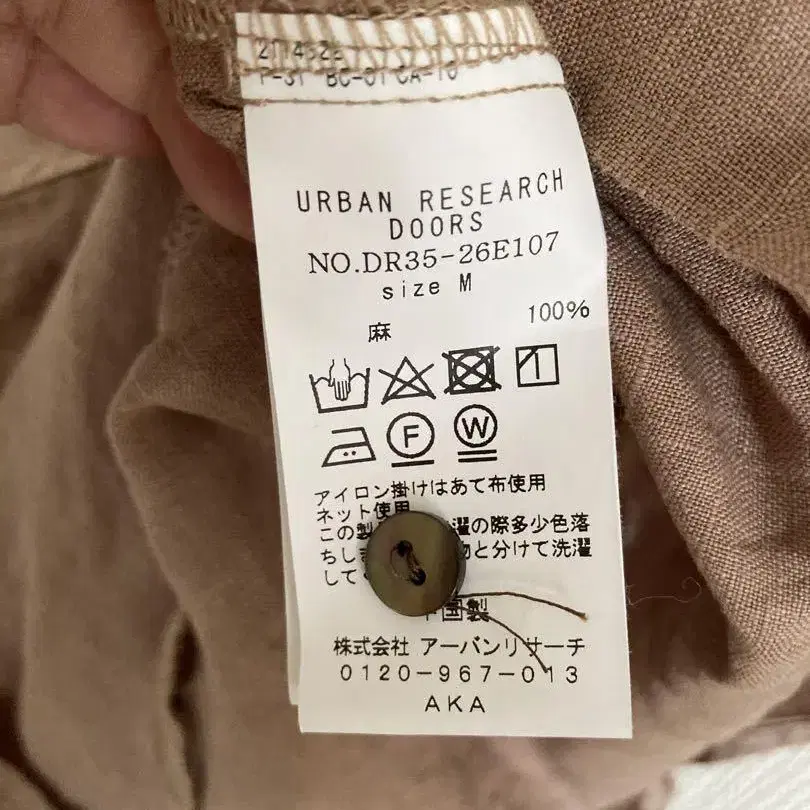 URBAN RESEARCH
DOORS
NO.DR35-26E107
size M
麻 100%
F W
アイロン掛けはあて布使用
ネット使用
この製 濯の際多少色落
ちしま 物と分けて洗濯
して
中国製
株式会社 アーバンリサーチ
0120-967-013
AKA